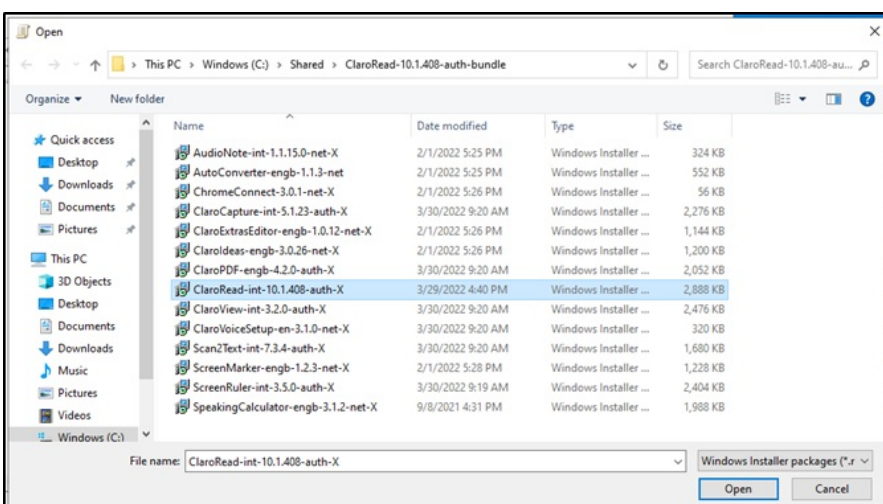 Open
This PC > Windows (C:) > Shared > ClaroRead-10.1.408-auth-bundle
Search ClaroRead-10.1.408-au...
Organize New folder
Name Date modified Type Size
Quick access
Desktop
Downloads
Documents
Pictures
This PC
3D Objects
Desktop
Documents
Downloads
Music
Pictures
Videos
Windows (C:)
AudioNote-int-1.1.15.0-net-X 2/1/2022 5:25 PM Windows Installer ... 324 KB
AutoConverter-engb-1.1.3-net 2/1/2022 5:25 PM Windows Installer ... 552 KB
ChromeConnect-3.0.1-net-X 2/1/2022 5:26 PM Windows Installer ... 56 KB
ClaroCapture-int-5.1.23-auth-X 3/30/2022 9:20 AM Windows Installer ... 2,276 KB
ClaroExtrasEditor-engb-1.0.12-net-X 2/1/2022 5:26 PM Windows Installer ... 1,144 KB
ClaroIdeas-engb-3.0.26-net-X 2/1/2022 5:26 PM Windows Installer ... 1,200 KB
ClaroPDF-engb-4.2.0-auth-X 3/30/2022 9:20 AM Windows Installer ... 2,052 KB
ClaroRead-int-10.1.408-auth-X 3/29/2022 4:40 PM Windows Installer ... 2,888 KB
ClaroView-int-3.2.0-auth-X 3/30/2022 9:20 AM Windows Installer ... 2,476 KB
ClaroVoiceSetup-en-3.1.0-net-X 3/30/2022 9:20 AM Windows Installer ... 320 KB
Scan2Text-int-7.3.4-auth-X 3/30/2022 9:20 AM Windows Installer ... 1,680 KB
ScreenMarker-engb-1.2.3-net-X 2/1/2022 5:28 PM Windows Installer ... 1,228 KB
ScreenRuler-int-3.5.0-auth-X 3/30/2022 9:19 AM Windows Installer ... 2,404 KB
SpeakingCalculator-engb-3.1.2-net-X 9/8/2021 4:31 PM Windows Installer ... 1,988 KB
File name: ClaroRead-int-10.1.408-auth-X Windows Installer packages (*.r
Open Cancel